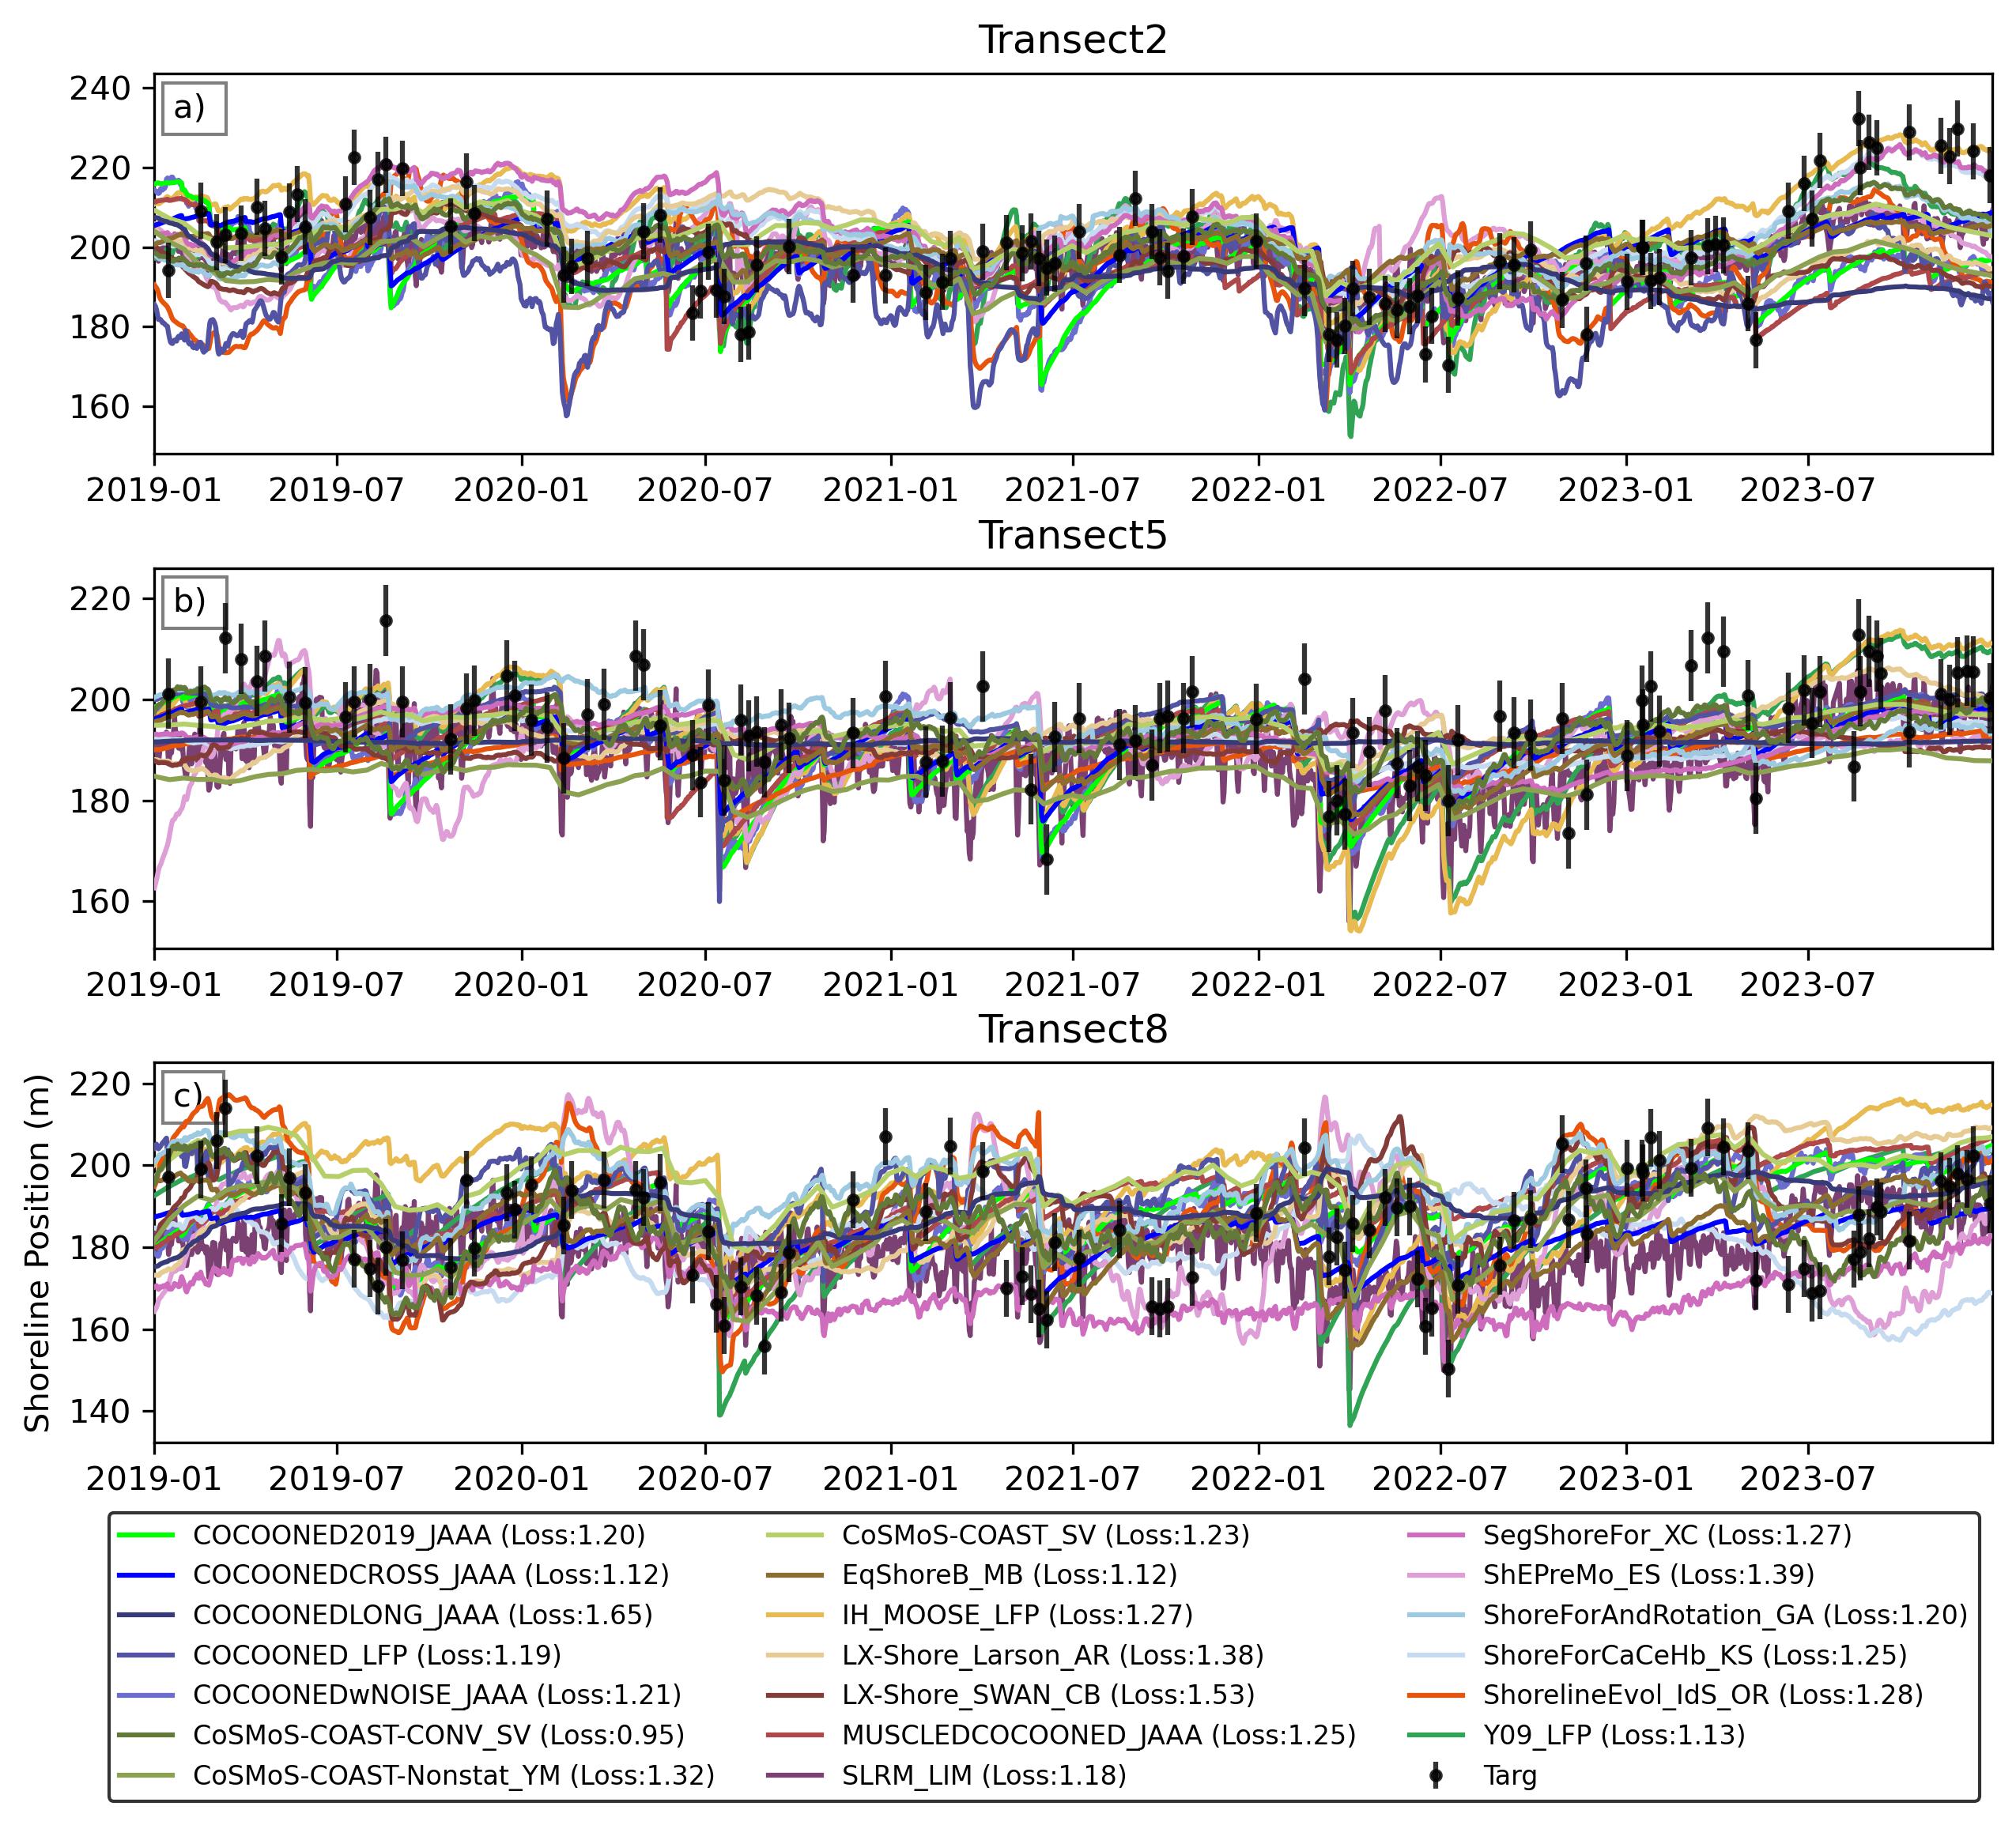 Transect2
a)
240
220
200
180
160
2019-01 2019-07 2020-01 2020-07 2021-01 2021-07 2022-01 2022-07 2023-01 2023-07
Transect5
b)
220
200
180
160
2019-01 2019-07 2020-01 2020-07 2021-01 2021-07 2022-01 2022-07 2023-01 2023-07
Transect8
c)
Shoreline Position (m)
220
200
180
160
140
2019-01 2019-07 2020-01 2020-07 2021-01 2021-07 2022-01 2022-07 2023-01 2023-07
COCOONED2019_JAAA (Loss:1.20)
COCOONEDCROSS_JAAA (Loss:1.12)
COCOONEDLONG_JAAA (Loss:1.65)
COCOONED_LFP (Loss:1.19)
COCOONEDwNOISE_JAAA (Loss:1.21)
CoSMoS-COAST-CONV_SV (Loss:0.95)
CoSMoS-COAST-Nonstat_YM (Loss:1.32)
CoSMoS-COAST_SV (Loss:1.23)
EqShoreB_MB (Loss:1.12)
IH_MOOSE_LFP (Loss:1.27)
LX-Shore_Larson_AR (Loss:1.38)
LX-Shore_SWAN_CB (Loss:1.53)
MUSCLEDCOCOONED_JAAA (Loss:1.25)
SLRM_LIM (Loss:1.18)
SegShoreFor_XC (Loss:1.27)
ShEPreMo_ES (Loss:1.39)
ShoreForAndRotation_GA (Loss:1.20)
ShoreForCaCeHb_KS (Loss:1.25)
ShorelineEvol_IdS_OR (Loss:1.28)
Y09_LFP (Loss:1.13)
Targ